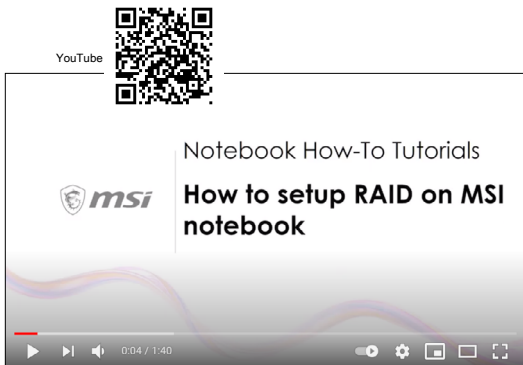 YouTube
Notebook How-To Tutorials
msi
How to setup RAID on MSI
notebook
0:04 / 1:40